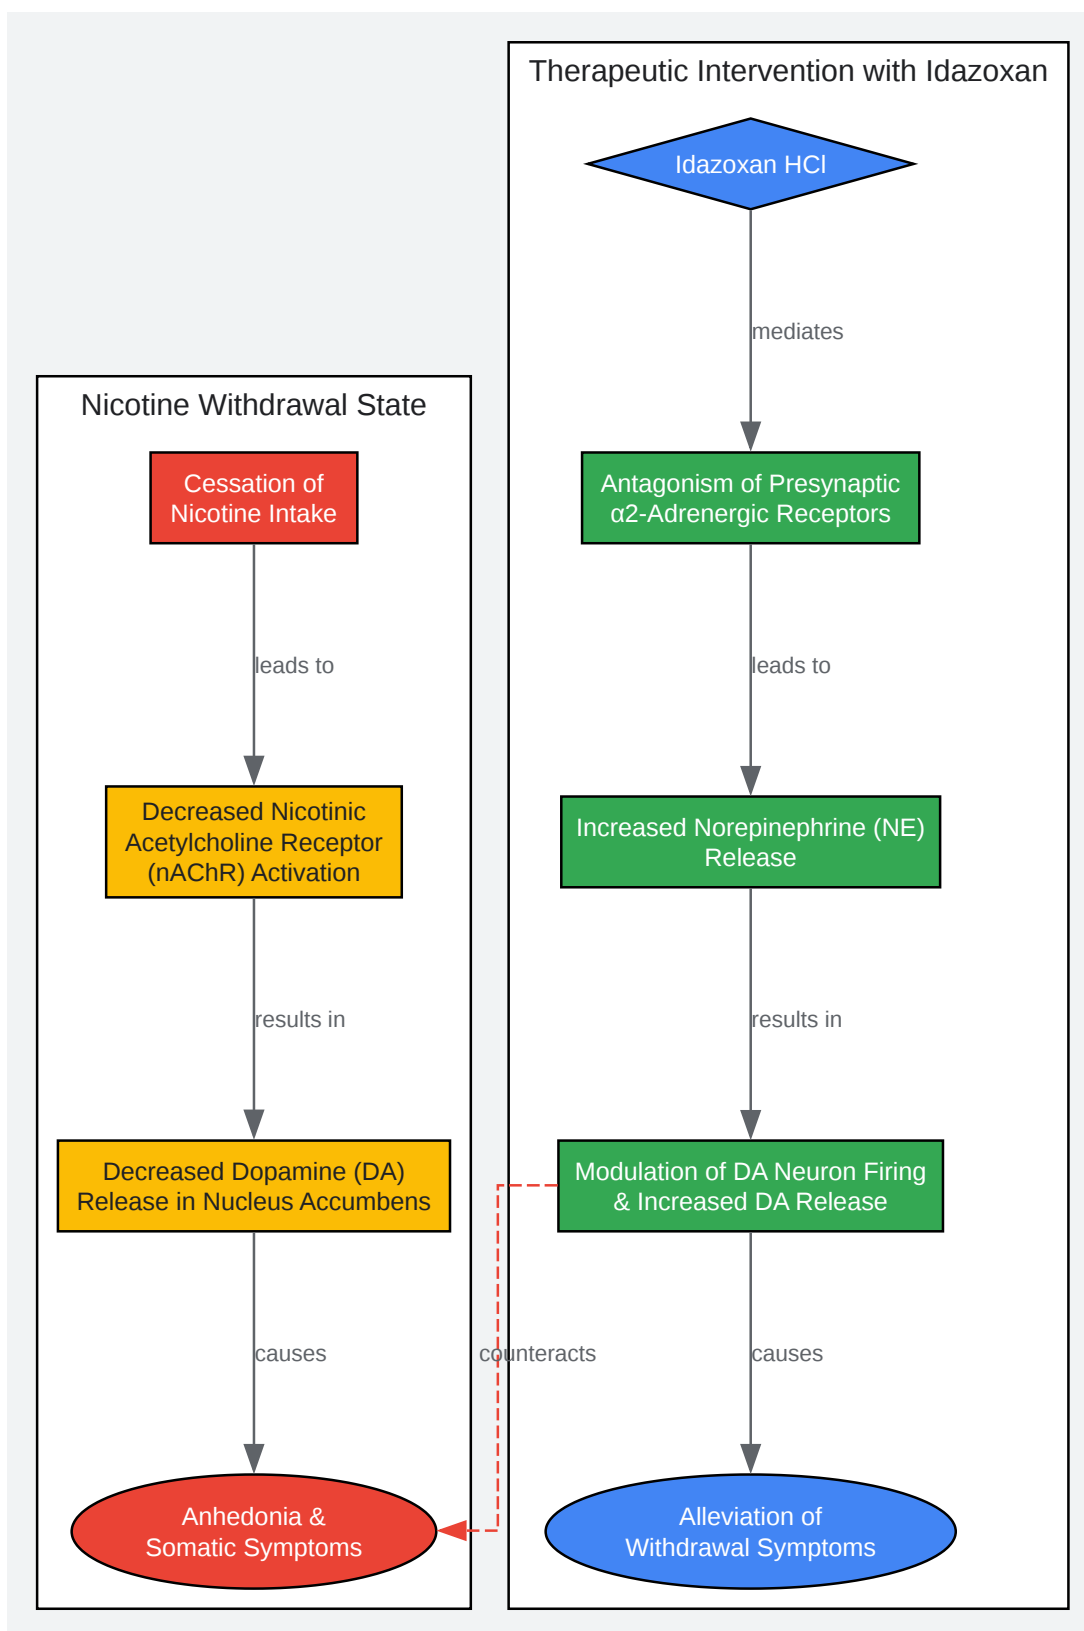 Therapeutic Intervention with Idazoxan
Idazoxan HCl
mediates
Nicotine Withdrawal State
Cessation of
Nicotine Intake
Antagonism of Presynaptic
α2-Adrenergic Receptors
leads to
leads to
Decreased Nicotinic
Acetylcholine Receptor
(nAChR) Activation
Increased Norepinephrine (NE)
Release
results in
results in
Decreased Dopamine (DA)
Release in Nucleus Accumbens
Modulation of DA Neuron Firing
& Increased DA Release
causes
counteracts
causes
Anhedonia &
Somatic Symptoms
Alleviation of
Withdrawal Symptoms